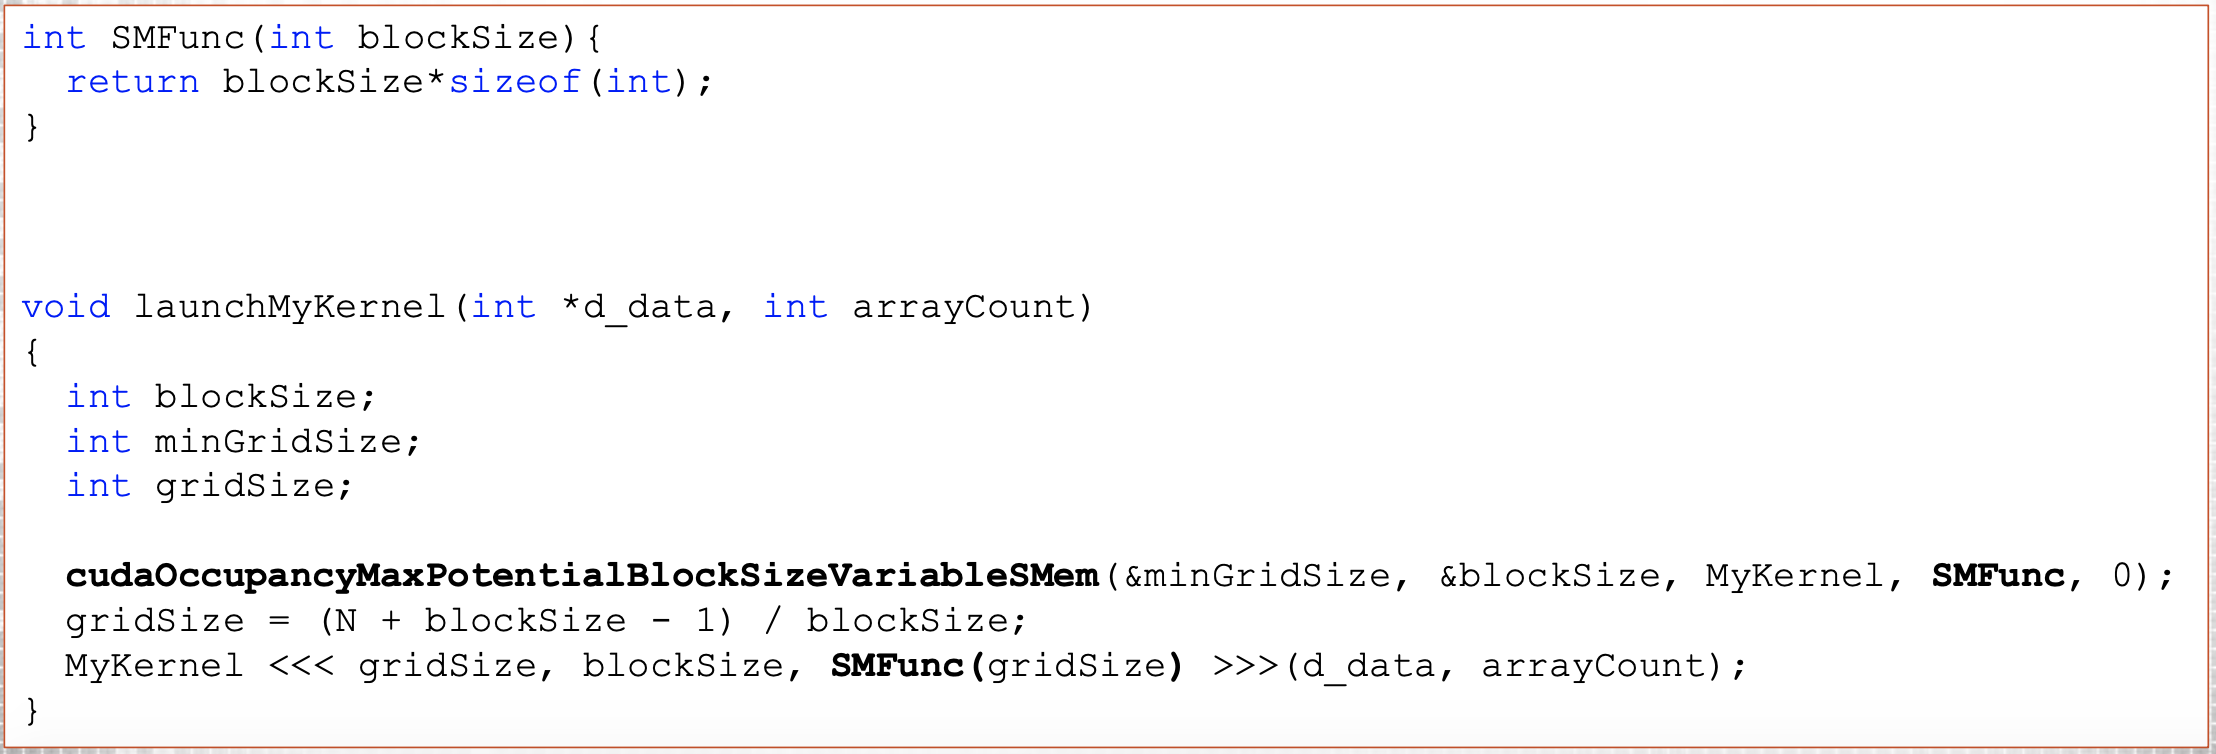 int SMFunc(int blockSize){
  return blockSize*sizeof(int);
}
void launchMyKernel(int *d_data, int arrayCount)
{
  int blockSize;
  int minGridSize;
  int gridSize;
  cudaOccupancyMaxPotentialBlockSizeVariableSMem(&minGridSize, &blockSize, MyKernel, SMFunc, 0);
  gridSize = (N + blockSize - 1) / blockSize;
  MyKernel <<< gridSize, blockSize, SMFunc(gridSize) >>>(d_data, arrayCount);
}